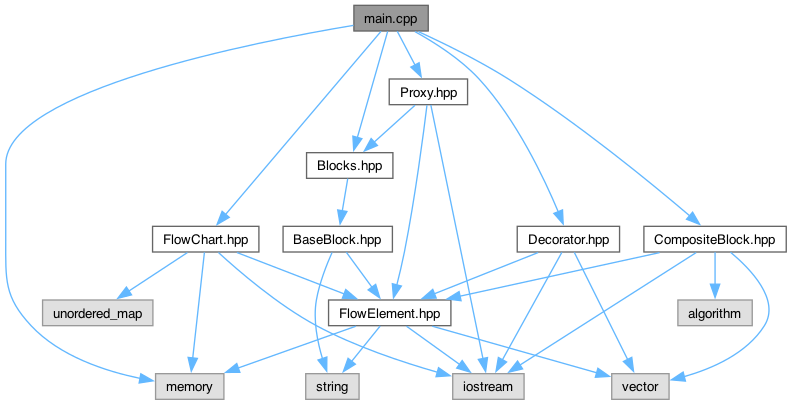 main.cpp
Proxy.hpp
Blocks.hpp
FlowChart.hpp
BaseBlock.hpp
Decorator.hpp
CompositeBlock.hpp
unordered_map
FlowElement.hpp
algorithm
memory
string
iostream
vector